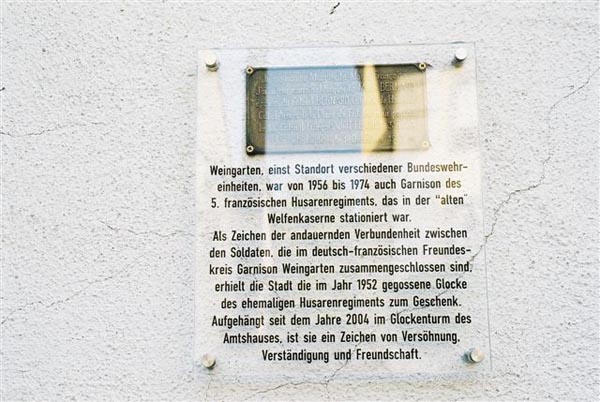 Weingarten, einst Standort verschiedener Bundeswehr-
einheiten, war von 1956 bis 1974 auch Garnison des
5. französischen Husarenregiments, das in der "alten"
Welfenkaserne stationiert war.
Als Zeichen der andauernden Verbundenheit zwischen
den Soldaten, die im deutsch-französischen Freundes-
kreis Garnison Weingarten zusammengeschlossen sind,
erhielt die Stadt die im Jahr 1952 gegossene Glocke
des ehemaligen Husarenregiments zum Geschenk.
Aufgehängt seit dem Jahre 2004 im Glockenturm des
Amtshauses, ist sie ein Zeichen von Versöhnung,
Verständigung und Freundschaft.